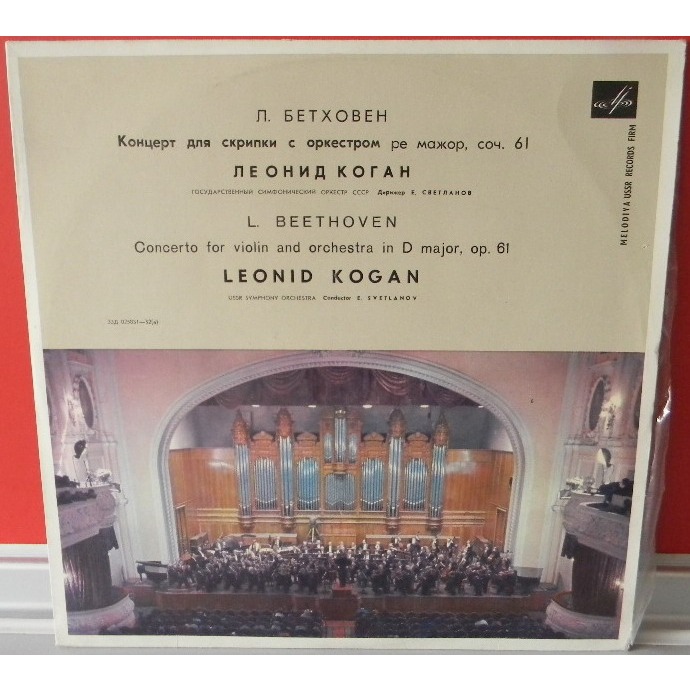 Л. БЕТХОВЕН
Концерт для скрипки с оркестром ре мажор, соч. 61
ЛЕОНИД КОГАН
ГОСУДАРСТВЕННЫЙ СИМФОНИЧЕСКИЙ ОРКЕСТР СССР Дирижер Е. СВЕТЛАНОВ
L. BEETHOVEN
Concerto for violin and orchestra in D major, op. 61
LEONID KOGAN
USSR SYMPHONY ORCHESTRA Conductor E. SVETLANOV
MELODIYA USSR RECORDS FIRM